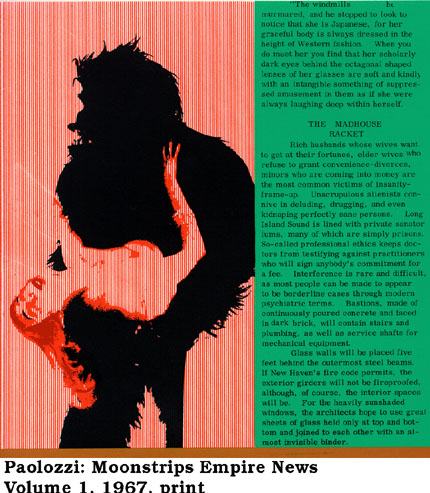 "The windmills
murmured, and he stopped to look to
notice that she is Japanese, for her
graceful body is always dressed in the
height of Western fashion. When you
do meet her you find that her scholarly
dark eyes behind the octagonal shaped
lenses of her glasses are soft and kindly
with an intangible something of suppres-
sed amusement in them as if she were
always laughing deep within herself.
THE MADHOUSE
RACKET
Rich husbands whose wives want
to get at their fortunes, elder wives who
refuse to grant convenience-divorces,
minors who are coming into money are
the most common victims of insanity-
frame-up. Unscrupulous alienists con-
nive in deluding, drugging, and even
kidnaping perfectly sane persons. Long
Island Sound is lined with private sanator
iums, many of which are simply prisons.
So-called professional ethics keeps doc-
tors from testifying against practitioners
who will sign anybody's commitment for
a fee. Interference is rare and difficult,
as most people can be made to appear
to be borderline cases through modern
psychiatric terms. Bastions, made of
continuously poured concrete and faced
in dark brick, will contain stairs and
plumbing, as well as service shafts for
mechanical equipment.
Glass walls will be placed five
feet behind the outermost steel beams.
If New Haven's fire code permits, the
exterior girders will not be fireproofed,
although, of course, the interior spaces
will be. For the heavily sunshaded
windows, the architects hope to use great
sheets of glass held only at top and bot-
tom and joined to each other with an al-
most invisible binder.
Paolozzi: Moonstrips Empire News
Volume 1, 1967, print